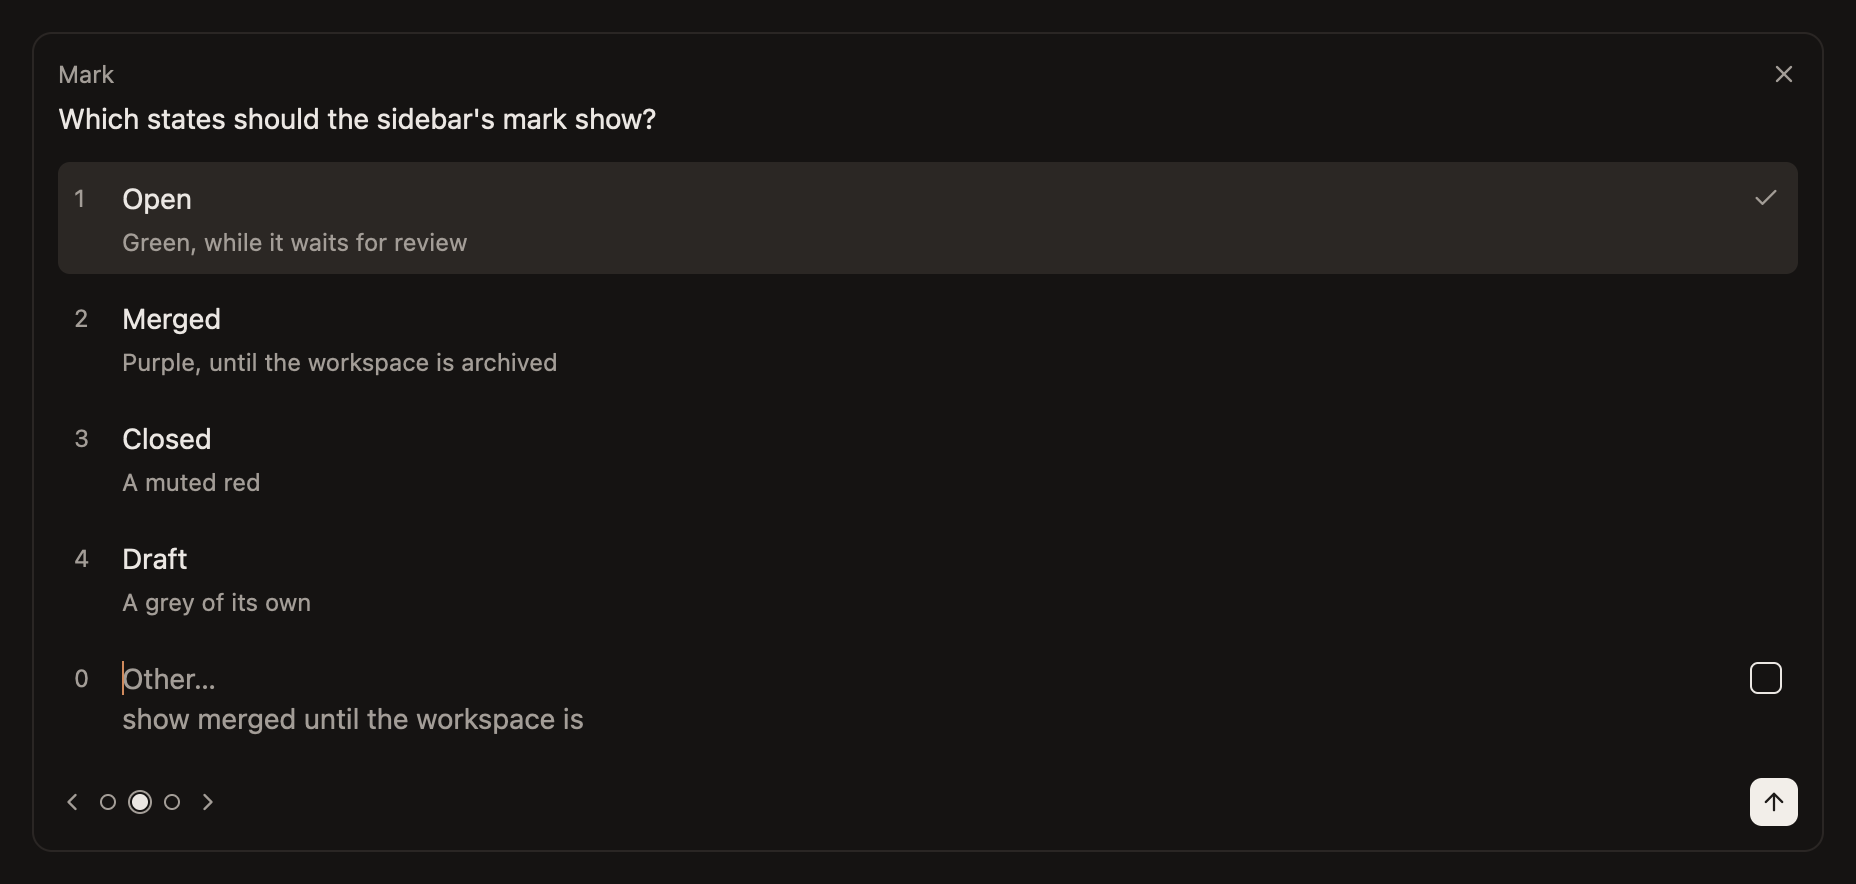 Mark
Which states should the sidebar's mark show?
1 Open
Green, while it waits for review
2 Merged
Purple, until the workspace is archived
3 Closed
A muted red
4 Draft
A grey of its own
0 Other...
show merged until the workspace is